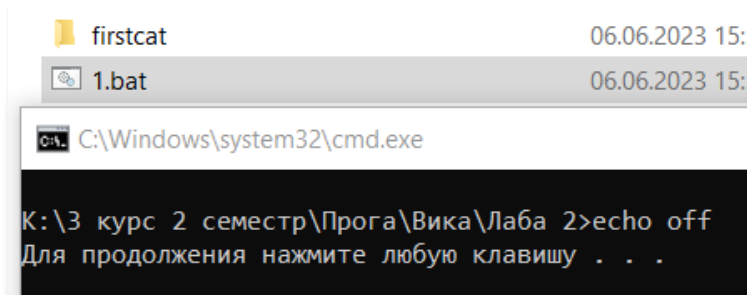 firstcat 06.06.2023 15:
1.bat 06.06.2023 15:
C:\Windows\system32\cmd.exe
K:\3 курс 2 семестр\Прога\Вика\Лаба 2>echo off
Для продолжения нажмите любую клавишу . . .